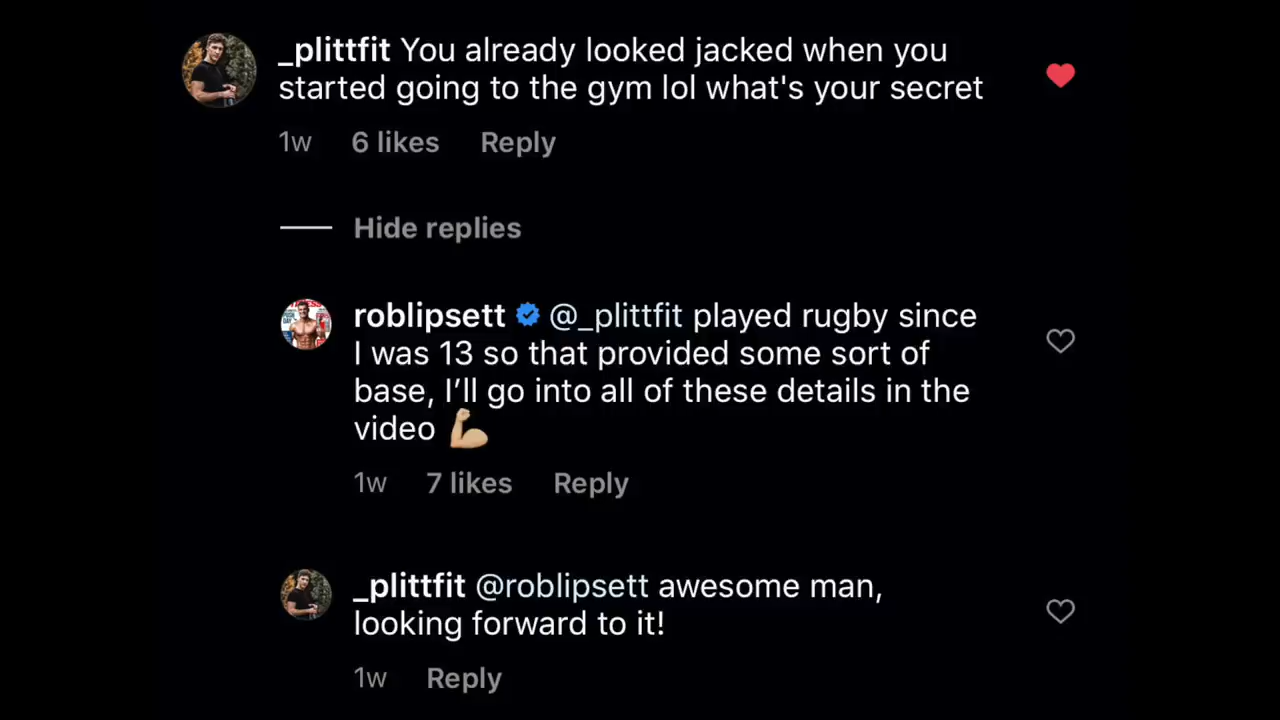 _plittfit You already looked jacked when you
started going to the gym lol what's your secret
1w 6 likes Reply
Hide replies
roblipsett @_plittfit played rugby since
I was 13 so that provided some sort of
base, I’ll go into all of these details in the
video 💪🏼
1w 7 likes Reply
_plittfit @roblipsett awesome man,
looking forward to it!
1w Reply